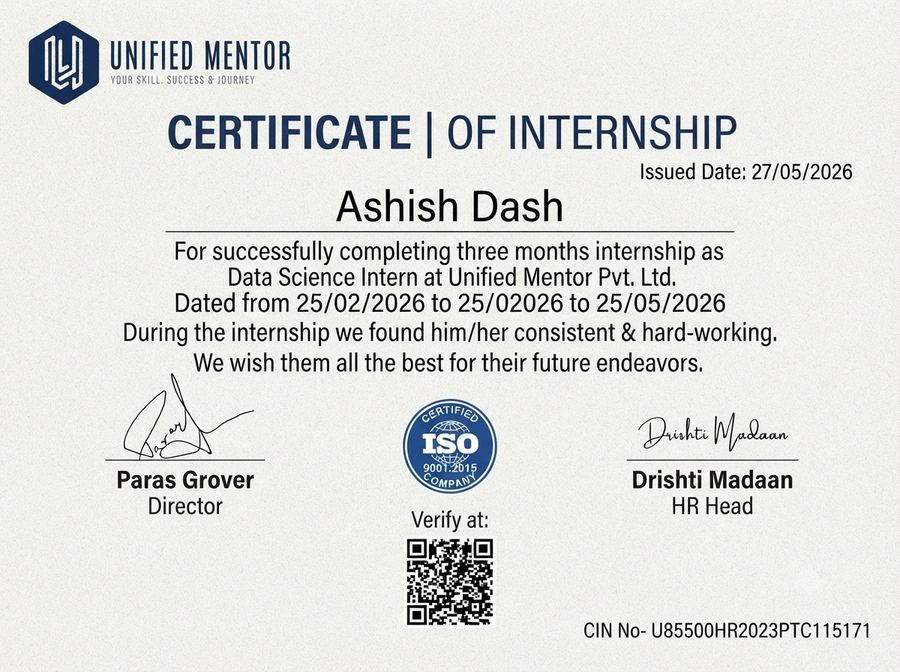 UNIFIED MENTOR
YOUR SKILL. SUCCESS & JOURNEY
CERTIFICATE | OF INTERNSHIP
Issued Date: 27/05/2026
Ashish Dash
For successfully completing three months internship as
Data Science Intern at Unified Mentor Pvt. Ltd.
Dated from 25/02/2026 to 25/02026 to 25/05/2026
During the internship we found him/her consistent & hard-working.
We wish them all the best for their future endeavors.
CERTIFIED
ISO
9001.2015
COMPANY
Drishti Madaan
Paras Grover
Director
Drishti Madaan
HR Head
Verify at:
CIN No- U85500HR2023PTC115171